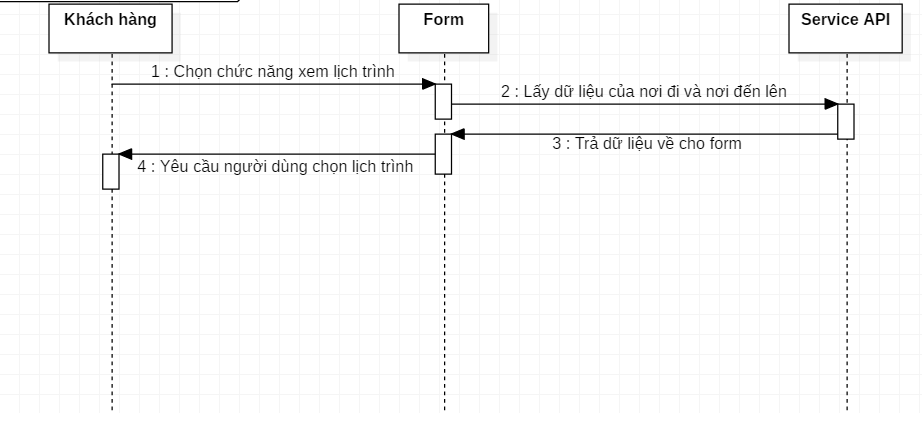 Khách hàng
Form
Service API
1 : Chọn chức năng xem lịch trình
2 : Lấy dữ liệu của nơi đi và nơi đến lên
3 : Trả dữ liệu về cho form
4 : Yêu cầu người dùng chọn lịch trình